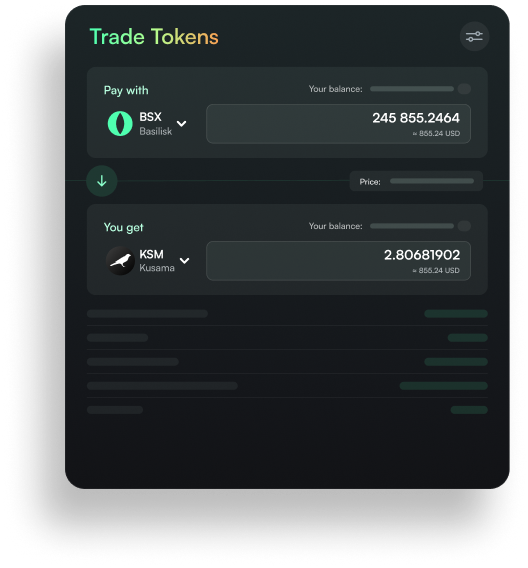 Trade Tokens
Pay with
Your balance:
BSX
Basilisk
245 855.2464
≈ 855.24 USD
Price:
You get
Your balance:
KSM
Kusama
2.80681902
≈ 855.24 USD